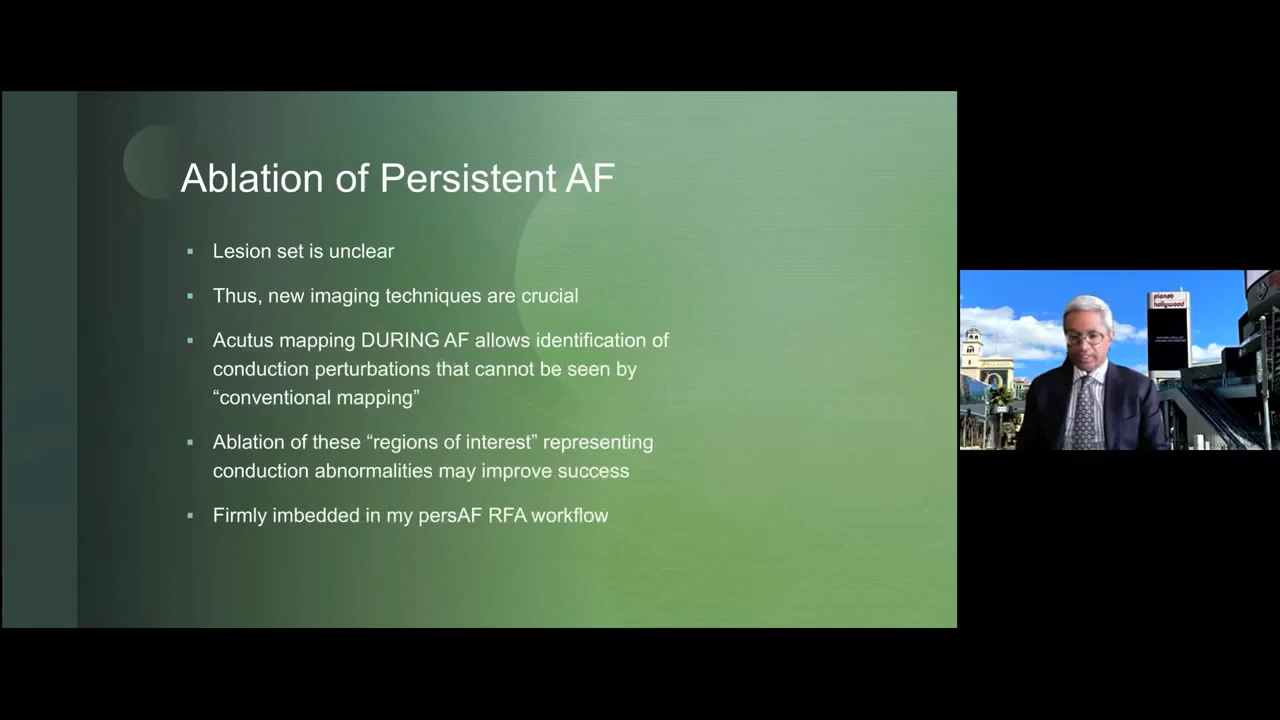 Ablation of Persistent AF
Lesion set is unclear
Thus, new imaging techniques are crucial
Acutus mapping DURING AF allows identification of
conduction perturbations that cannot be seen by
“conventional mapping”
Ablation of these “regions of interest” representing
conduction abnormalities may improve success
Firmly imbedded in my persAF RFA workflow
planet
hollywood